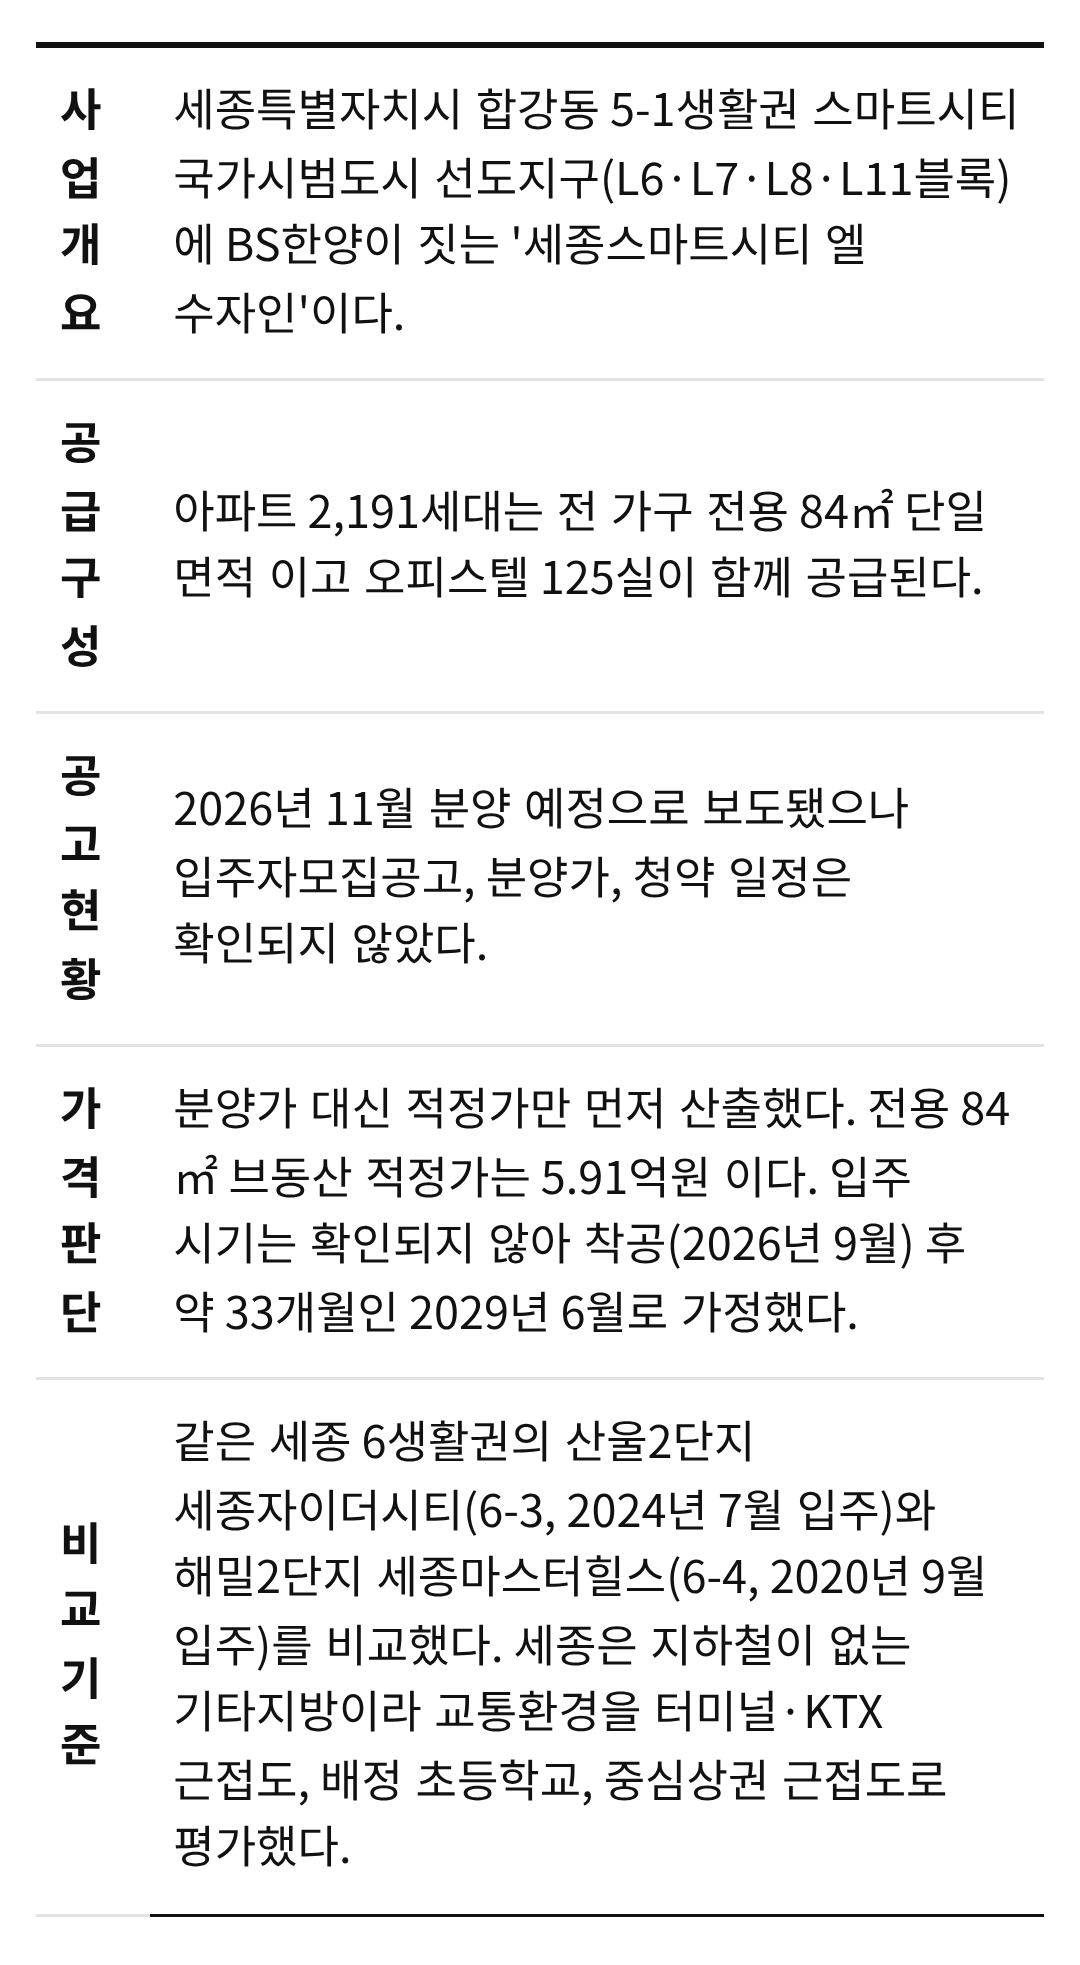 사업개요
세종특별자치시 합강동 5-1생활권 스마트시티
국가시범도시 선도지구(L6·L7·L8·L11블록)
에 BS한양이 짓는 '세종스마트시티 엘
수자인'이다.
공급구성
아파트 2,191세대는 전 가구 전용 84㎡ 단일
면적 이고 오피스텔 125실이 함께 공급된다.
공고현황
2026년 11월 분양 예정으로 보도됐으나
입주자모집공고, 분양가, 청약 일정은
확인되지 않았다.
가격판단
분양가 대신 적정가만 먼저 산출했다. 전용 84
㎡ 브동산 적정가는 5.91억원 이다. 입주
시기는 확인되지 않아 착공(2026년 9월) 후
약 33개월인 2029년 6월로 가정했다.
비교기준
같은 세종 6생활권의 산울2단지
세종자이더시티(6-3, 2024년 7월 입주)와
해밀2단지 세종마스터힐스(6-4, 2020년 9월
입주)를 비교했다. 세종은 지하철이 없는
기타지방이라 교통환경을 터미널·KTX
근접도, 배정 초등학교, 중심상권 근접도로
평가했다.